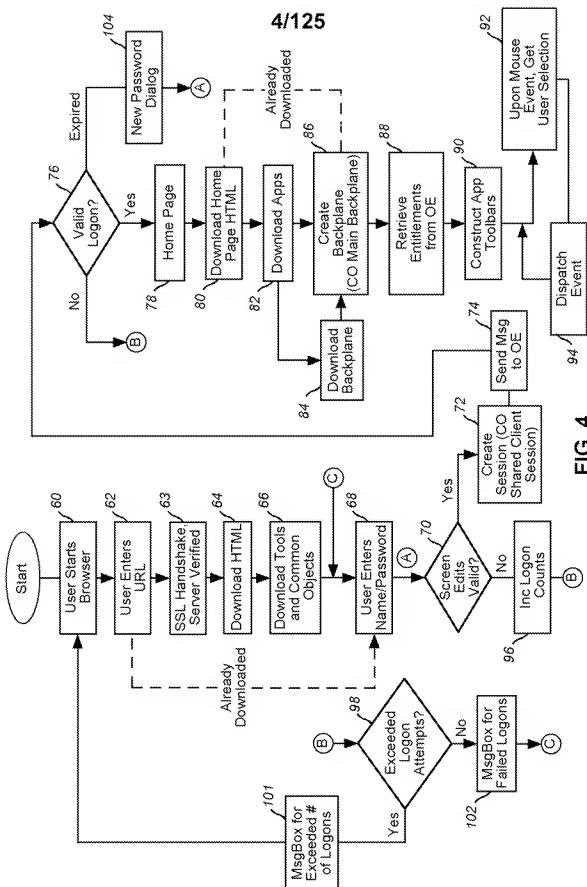 4/125
Start
60
User Starts
Browser
62
User Enters
URL
63
SSL Handshake,
Server Verified
64
Download HTML
66
Download Tools
and Common
Objects
C
68
User Enters
Name/Password
Already
Downloaded
A
70
Screen
Edits Valid?
Yes
No
96
Inc Logon
Counts
B
72
Create
Session (CO
Shared Client
Session)
74
Send Msg
to OE
B
98
Exceeded
Logon
Attempts?
Yes
No
101
MsgBox for
Exceeded #
of Logons
102
MsgBox for
Failed Logons
C
76
Valid
Logon?
No
B
Expired
104
New Password
Dialog
A
Yes
78
Home Page
80
Download Home
Page HTML
Already
Downloaded
82
Download Apps
84
Download
Backplane
86
Create
Backplane
(CO Main Backplane)
88
Retrieve
Entitlements
from OE
90
Construct App
Toolbars
92
Upon Mouse
Event, Get
User Selection
94
Dispatch
Event
FIG. 4